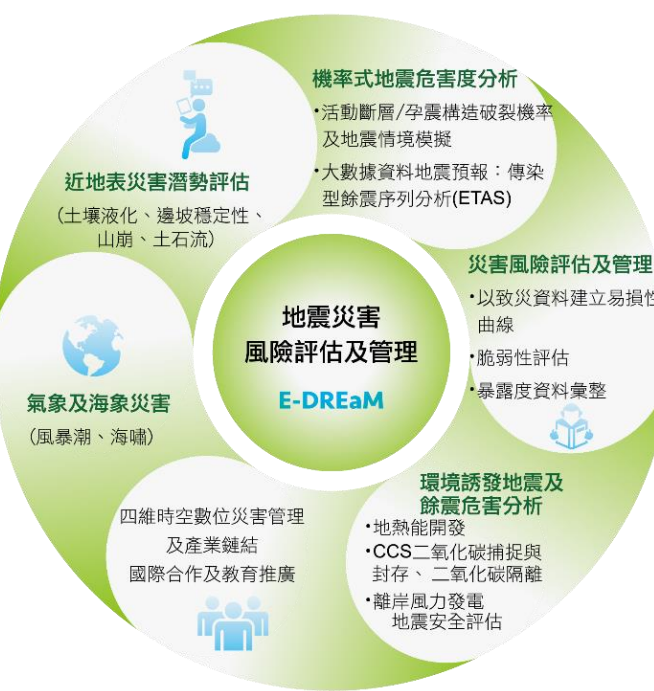 機率式地震危害度分析
•活動斷層/孕震構造破裂機率
及地震情境模擬
•大數據資料地震預報：傳染
型餘震序列分析(ETAS)
近地表災害潛勢評估
(土壤液化、邊坡穩定性、
山崩、土石流)
災害風險評估及管理
•以致災資料建立易損性
曲線
•脆弱性評估
•暴露度資料彙整
地震災害
風險評估及管理
E-DREaM
氣象及海象災害
(風暴潮、海嘯)
環境誘發地震及
餘震危害分析
•地熱能開發
•CCS二氧化碳捕捉與
封存、二氧化碳隔離
•離岸風力發電
地震安全評估
四維時空數位災害管理
及產業鏈結
國際合作及教育推廣